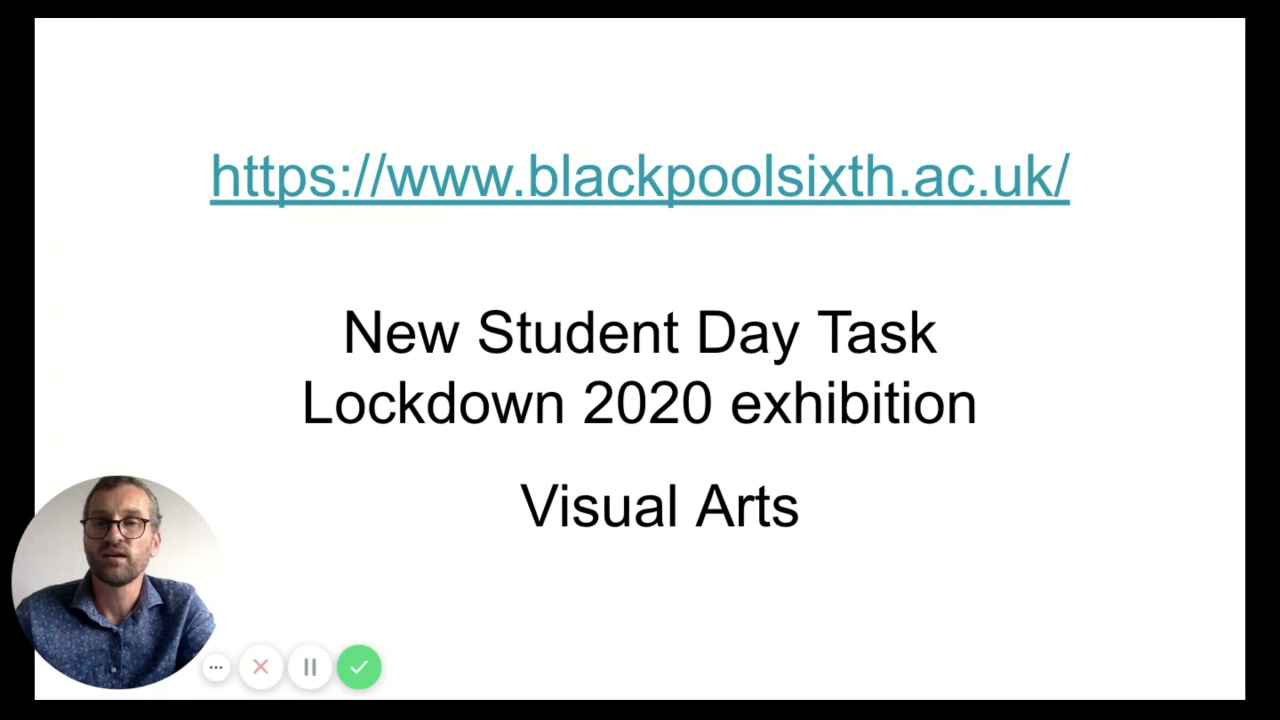 https://www.blackpoolsixth.ac.uk/
New Student Day Task
Lockdown 2020 exhibition
Visual Arts